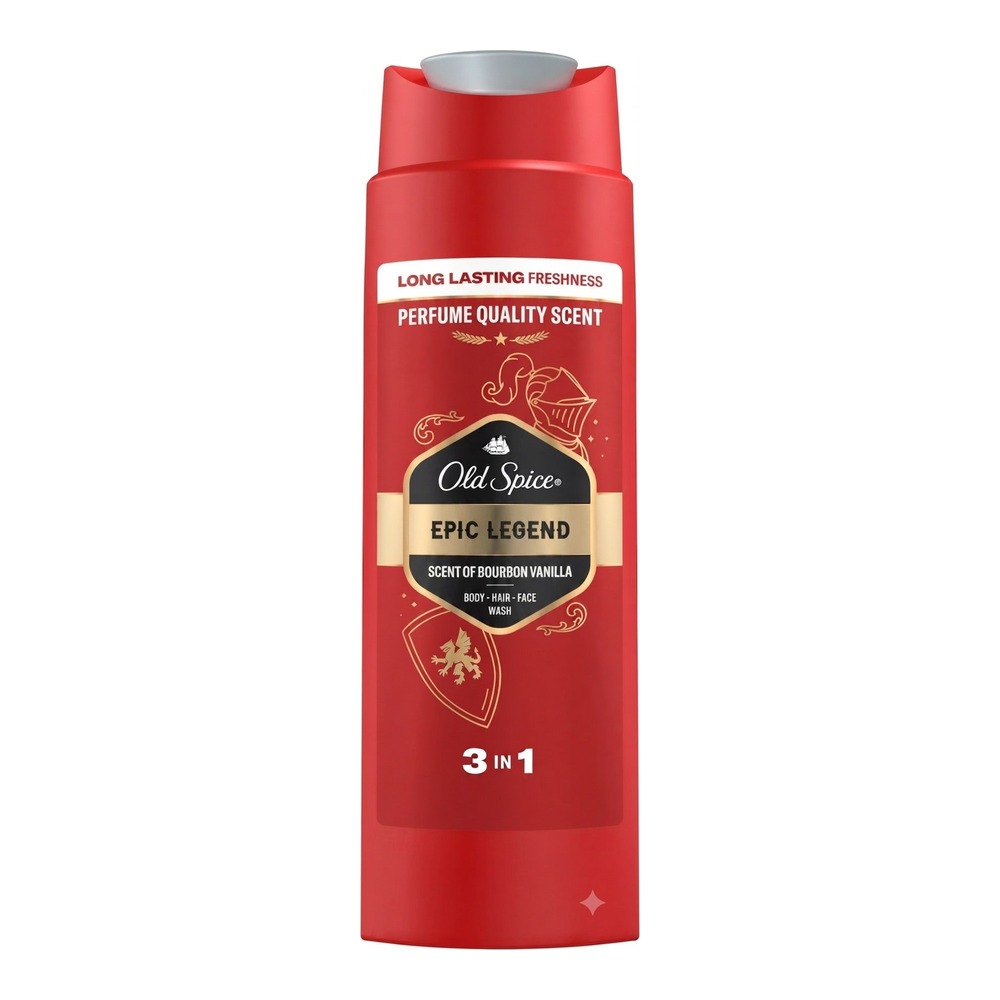 LONG LASTING FRESHNESS
PERFUME QUALITY SCENT
Old Spice®
EPIC LEGEND
SCENT OF BOURBON VANILLA
BODY - HAIR - FACE
WASH
3 IN 1